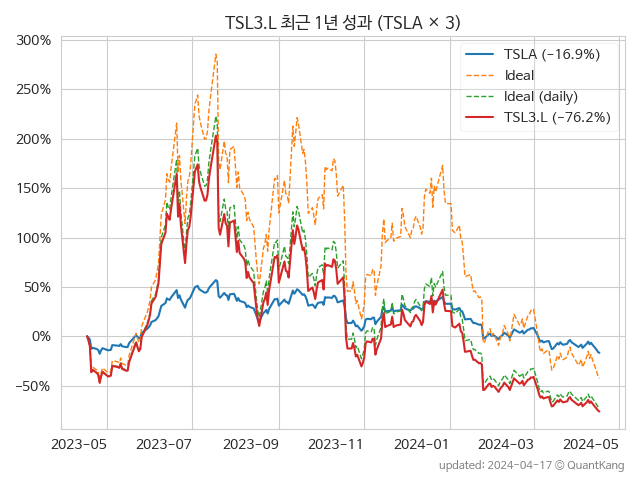 TSL3.L 최근 1년 성과 (TSLA × 3)
300%
250%
200%
150%
100%
50%
0%
−50%
TSLA (−16.9%)
Ideal
Ideal (daily)
TSL3.L (−76.2%)
2023-05 2023-07 2023-09 2023-11 2024-01 2024-03 2024-05
updated: 2024-04-17 © QuantKang